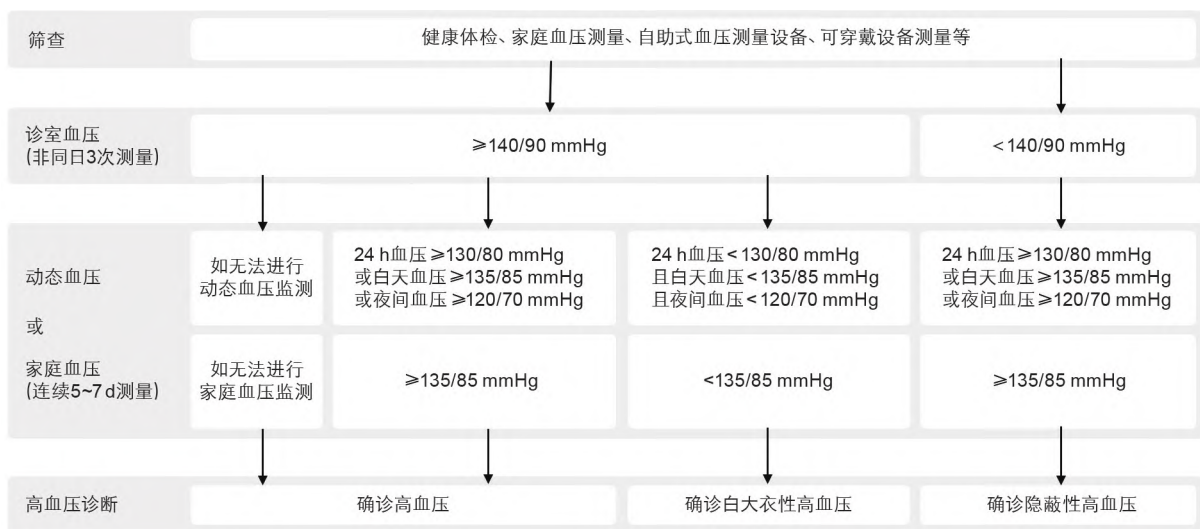 筛查
健康体检、家庭血压测量、自助式血压测量设备、可穿戴设备测量等
诊室血压
(非同日3次测量)
≥140/90 mmHg
<140/90 mmHg
动态血压
或
家庭血压
(连续5~7 d测量)
如无法进行
动态血压监测
24 h血压≥130/80 mmHg
或白天血压≥135/85 mmHg
或夜间血压≥120/70 mmHg
24 h血压<130/80 mmHg
且白天血压<135/85 mmHg
且夜间血压<120/70 mmHg
24 h血压≥130/80 mmHg
或白天血压≥135/85 mmHg
或夜间血压≥120/70 mmHg
如无法进行
家庭血压监测
≥135/85 mmHg
<135/85 mmHg
≥135/85 mmHg
高血压诊断
确诊高血压
确诊白大衣性高血压
确诊隐蔽性高血压